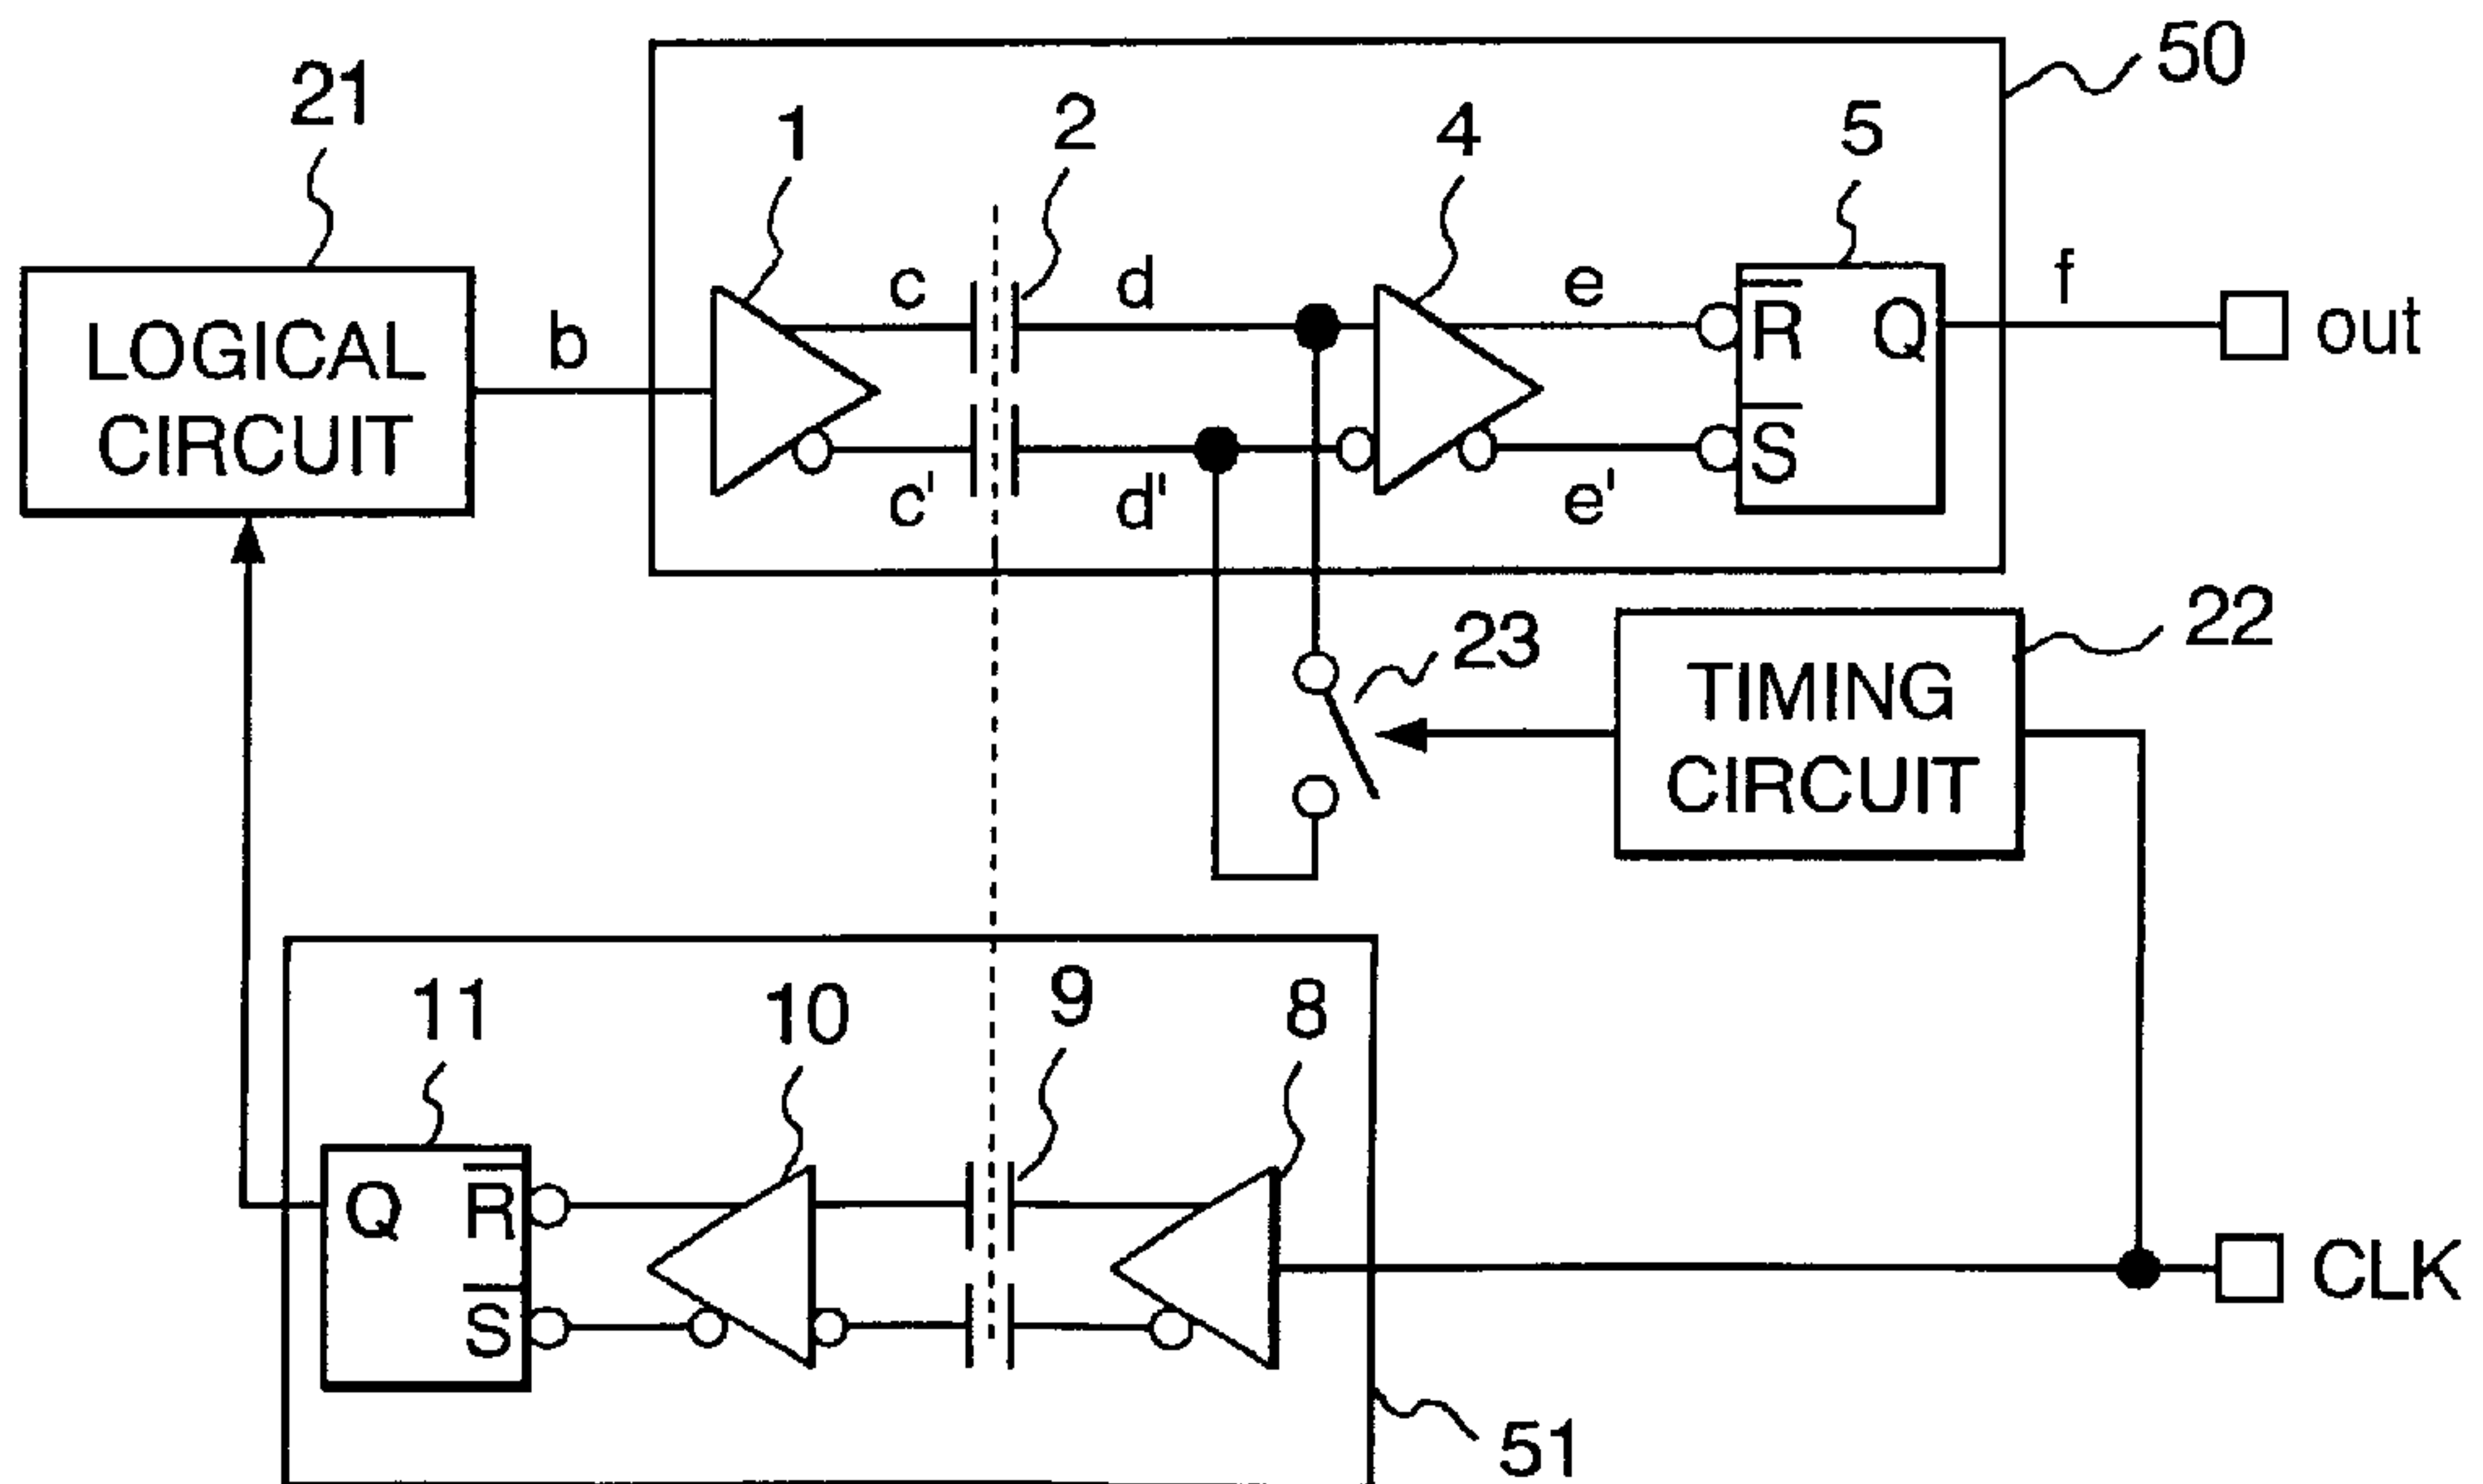 50
21
1
2
4
5
LOGICAL
CIRCUIT
b
c
d
e
R
Q
f
out
S
c'
d'
e'
23
22
TIMING
CIRCUIT
11
10
9
8
Q
R
S
CLK
51